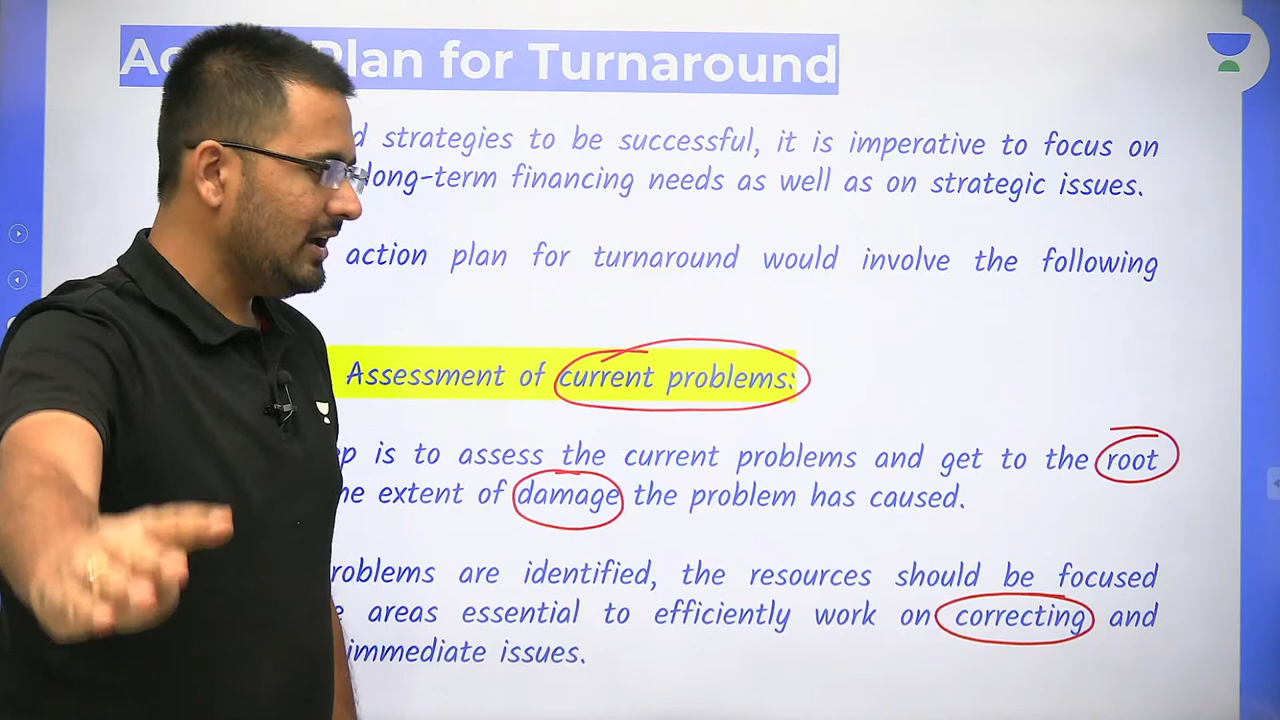 Plan for Turnaround
strategies to be successful, it is imperative to focus on
long-term financing needs as well as on strategic issues.
action plan for turnaround would involve the following
Assessment of current problems:
is to assess the current problems and get to the root
extent of damage the problem has caused.
are identified, the resources should be focused
areas essential to efficiently work on correcting and
immediate issues.